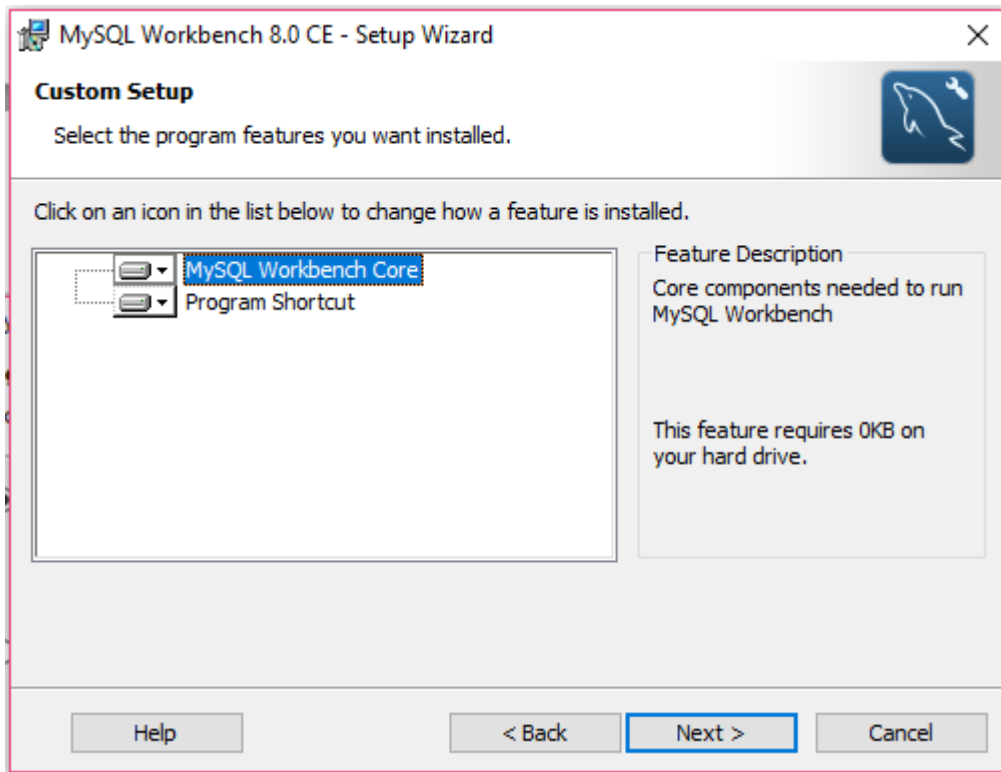 MySQL Workbench 8.0 CE - Setup Wizard
Custom Setup
Select the program features you want installed.
Click on an icon in the list below to change how a feature is installed.
MySQL Workbench Core
Program Shortcut
Feature Description
Core components needed to run
MySQL Workbench
This feature requires 0KB on
your hard drive.
Help
< Back
Next >
Cancel